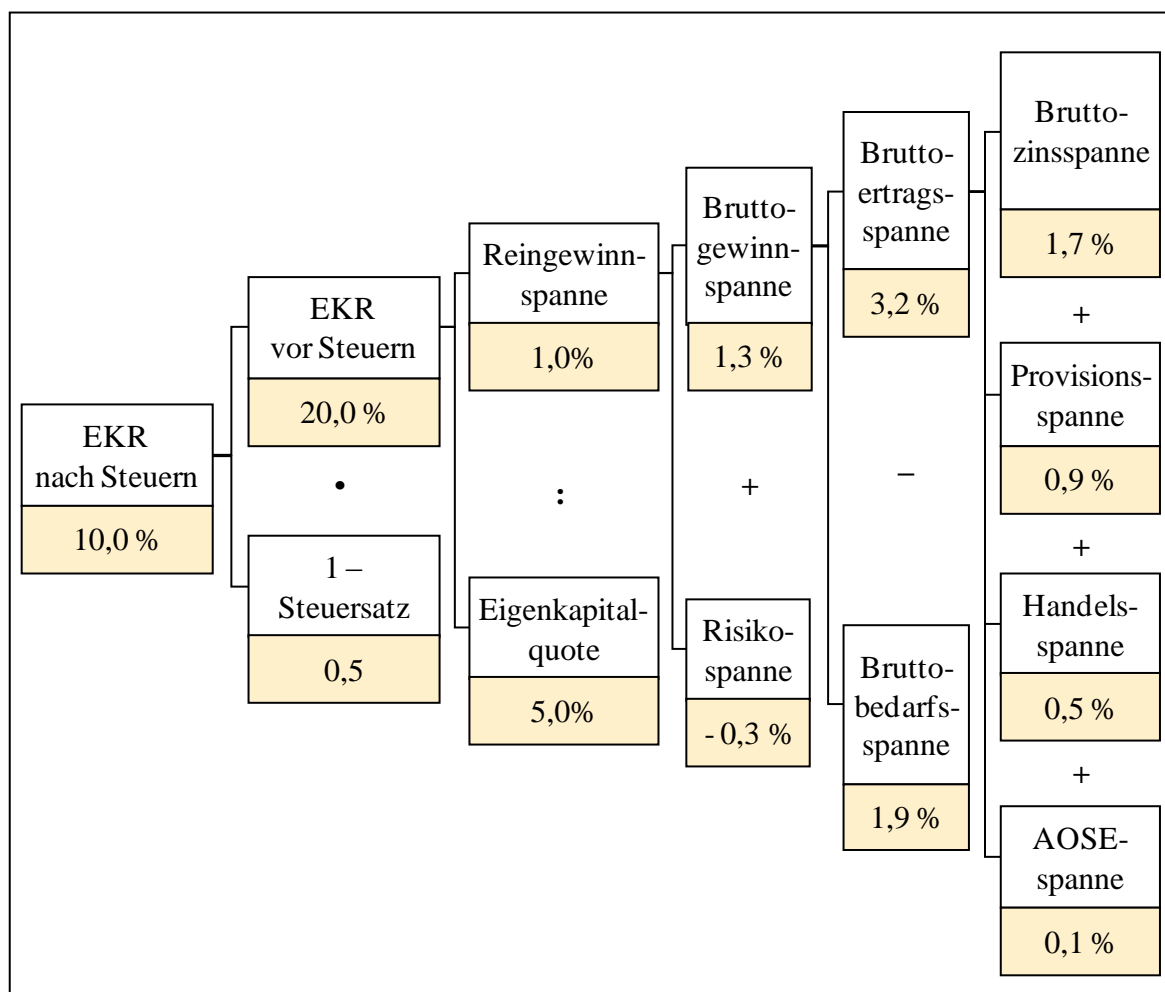 EKR
nach Steuern
10,0 %
EKR
vor Steuern
20,0 %
•
1 –
Steuersatz
0,5
Reingewinn-
spanne
1,0%
:
Eigenkapital-
quote
5,0%
Brutto-
gewinn-
spanne
1,3 %
+
Risiko-
spanne
- 0,3 %
Brutto-
ertrags-
spanne
3,2 %
–
Brutto-
bedarfs-
spanne
1,9 %
Brutto-
zinsspanne
1,7 %
+
Provisions-
spanne
0,9 %
+
Handels-
spanne
0,5 %
+
AOSE-
spanne
0,1 %